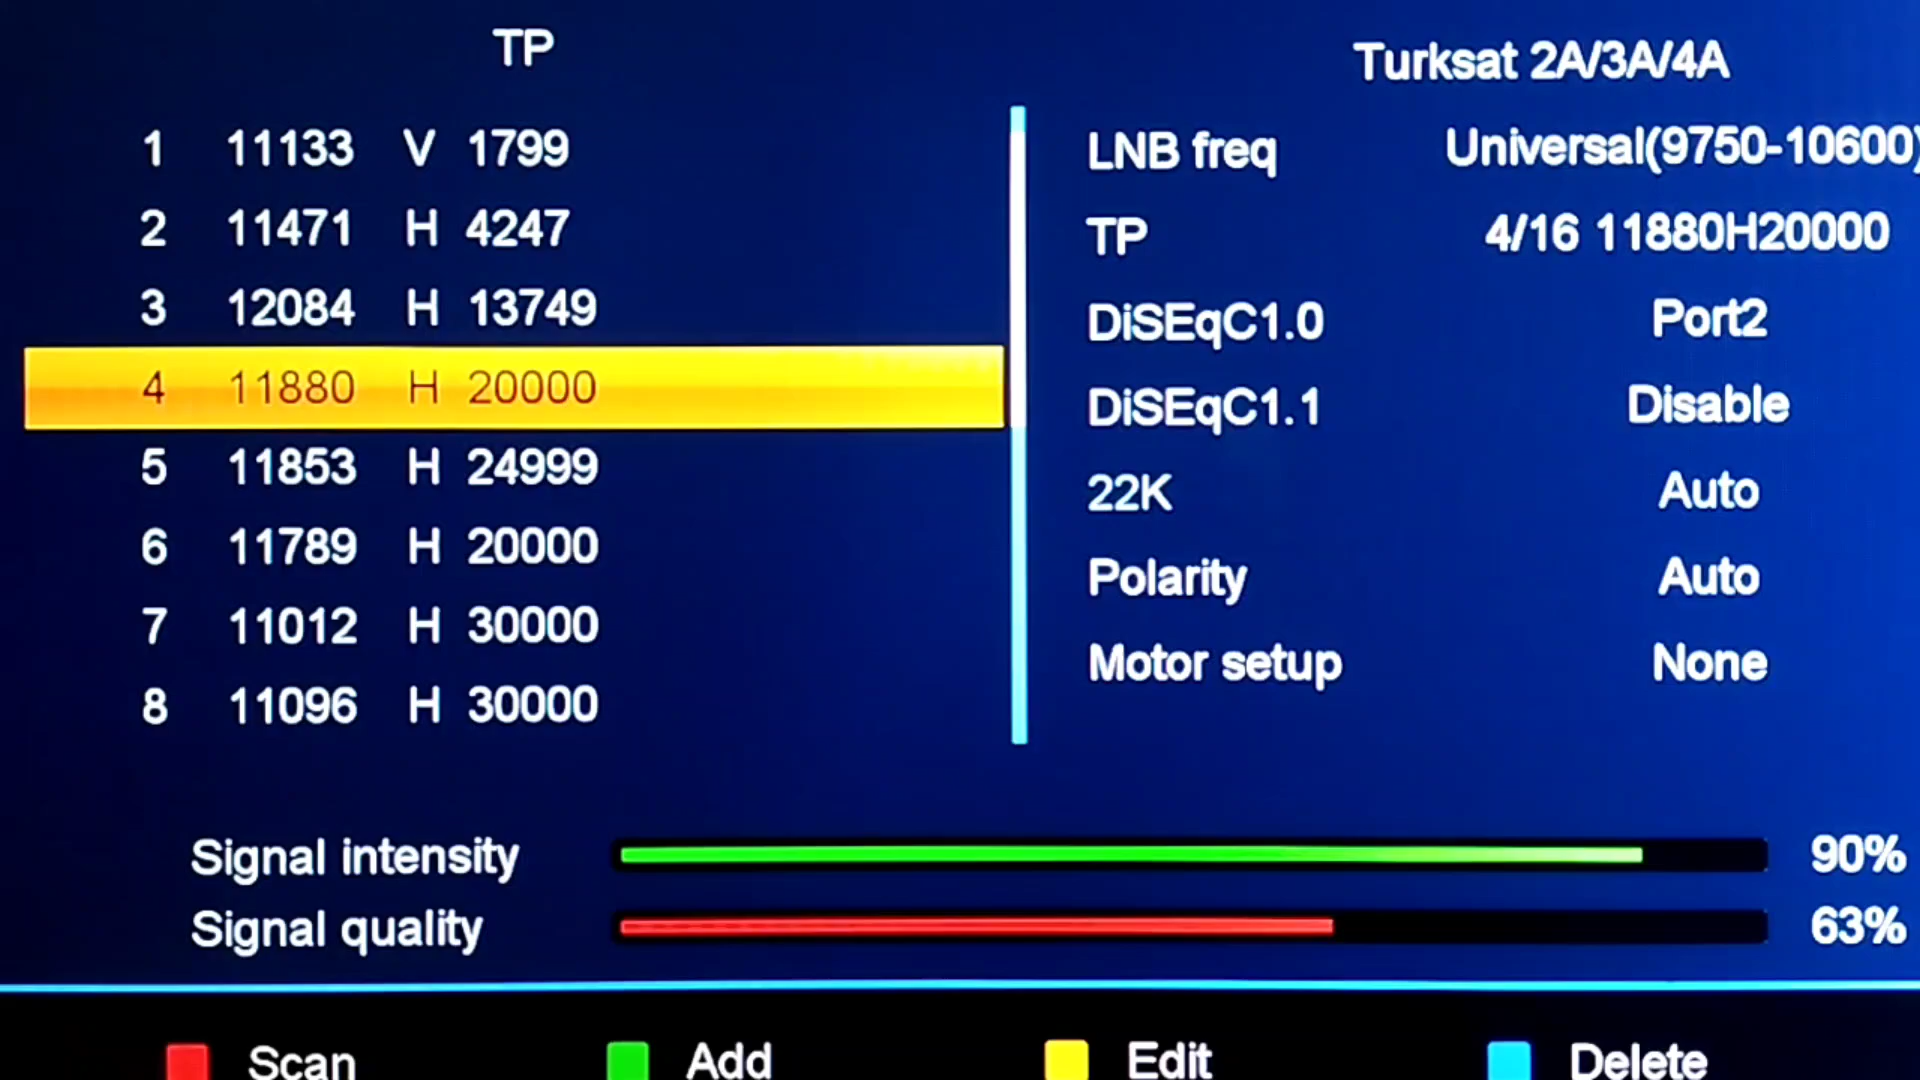 TP
1 11133 V 1799
2 11471 H 4247
3 12084 H 13749
4 11880 H 20000
5 11853 H 24999
6 11789 H 20000
7 11012 H 30000
8 11096 H 30000
Turksat 2A/3A/4A
LNB freq Universal(9750-10600)
TP 4/16 11880H20000
DiSEqC1.0 Port2
DiSEqC1.1 Disable
22K Auto
Polarity Auto
Motor setup None
Signal intensity 90%
Signal quality 63%
Scan Add Edit Delete